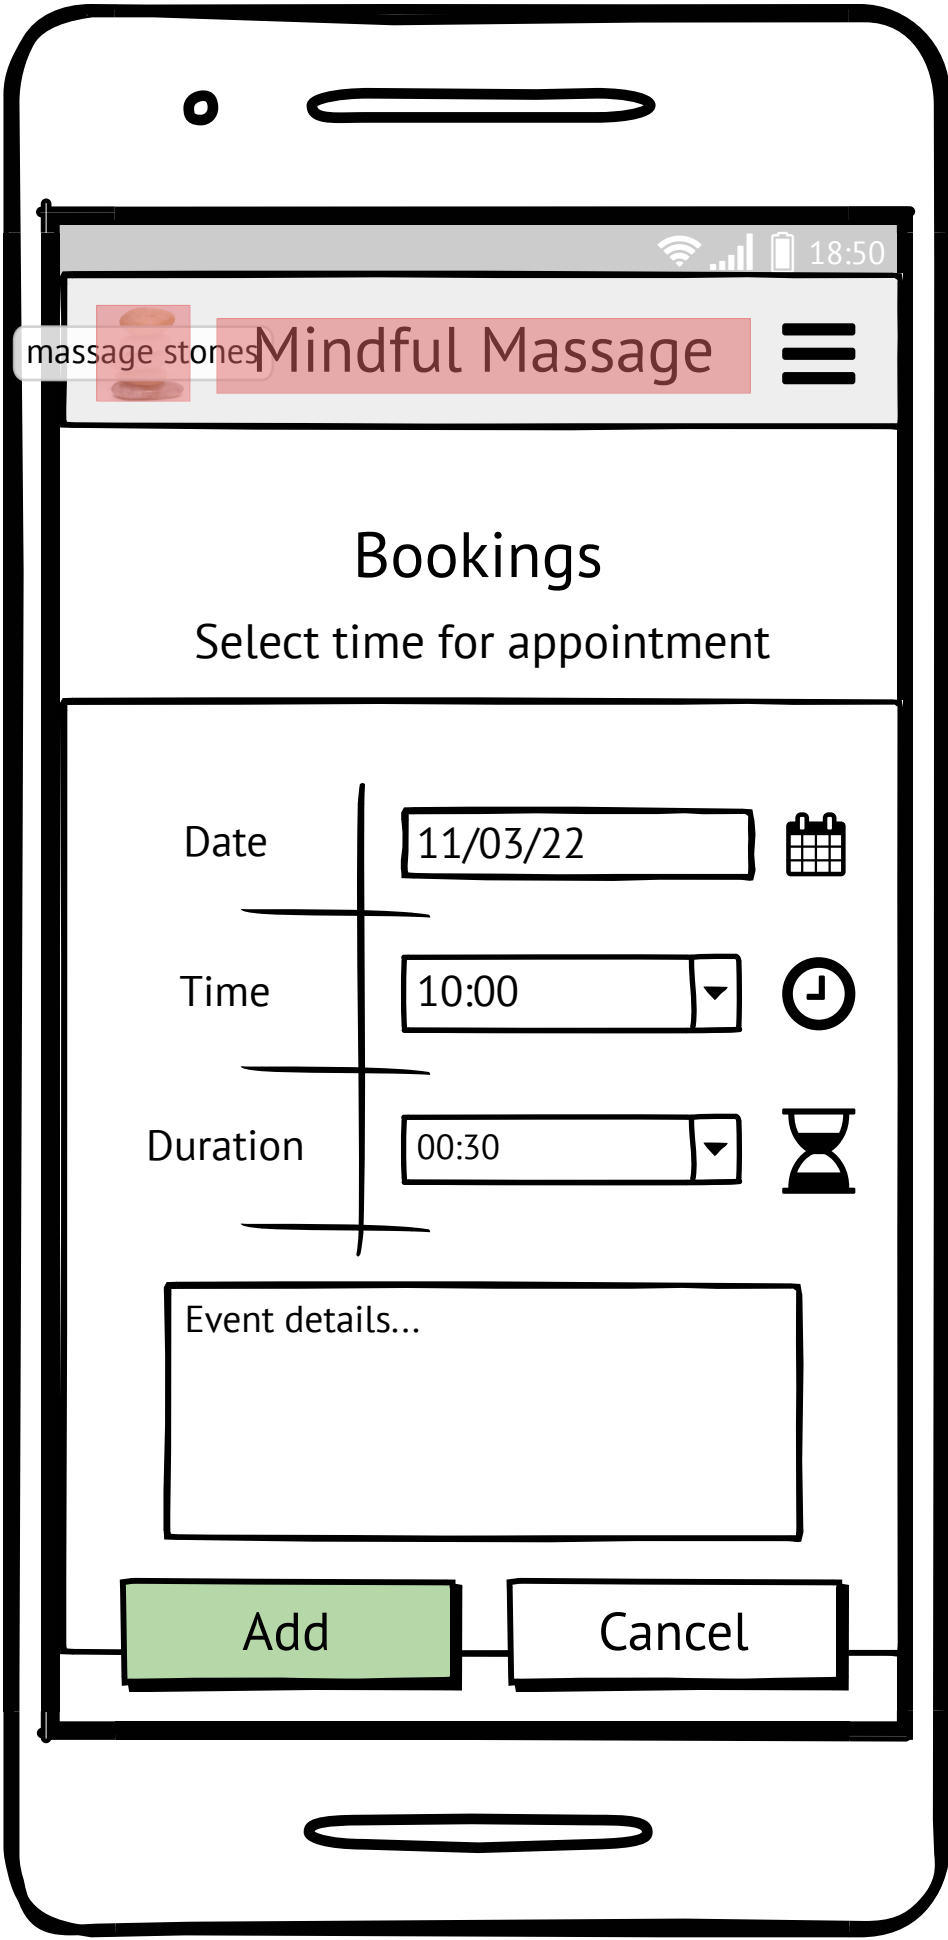 18:50
massage stones
Mindful Massage
Bookings
Select time for appointment
Date
11/03/22
Time
10:00
Duration
00:30
Event details...
Add
Cancel